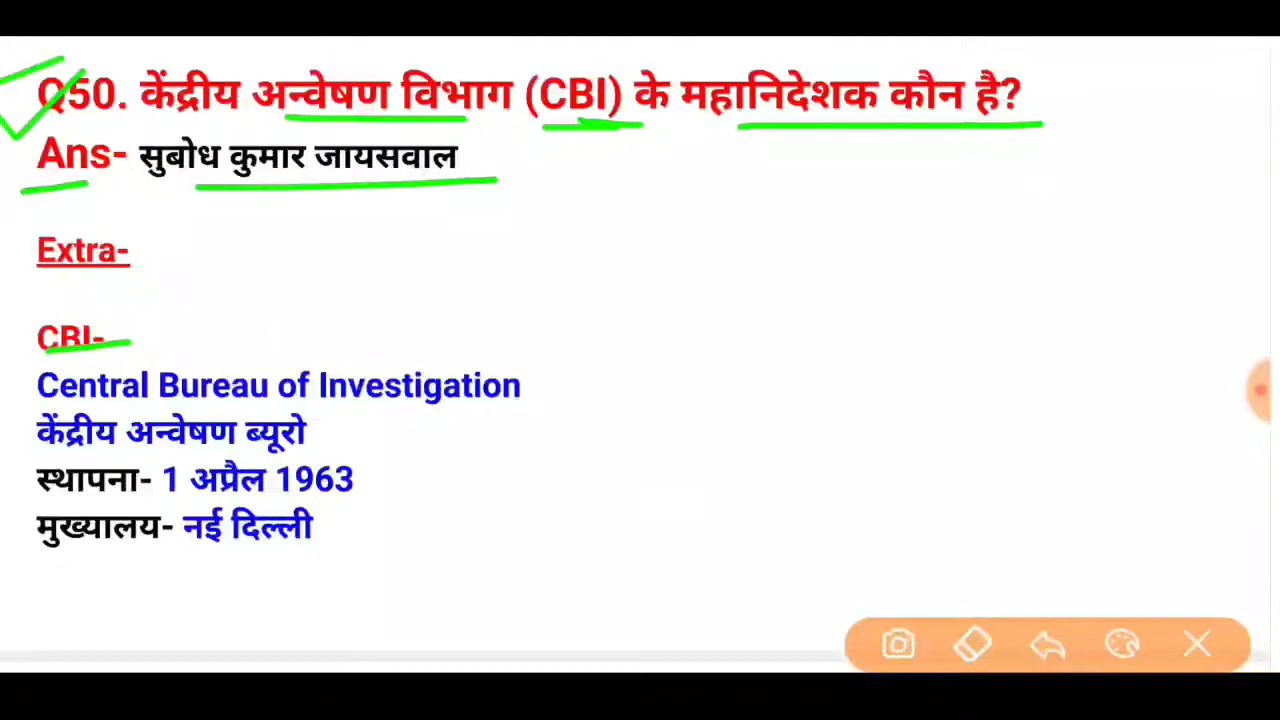 Q50. केंद्रीय अन्वेषण विभाग (CBI) के महानिदेशक कौन है?
Ans- सुबोध कुमार जायसवाल
Extra-
CBI-
Central Bureau of Investigation
केंद्रीय अन्वेषण ब्यूरो
स्थापना- 1 अप्रैल 1963
मुख्यालय- नई दिल्ली